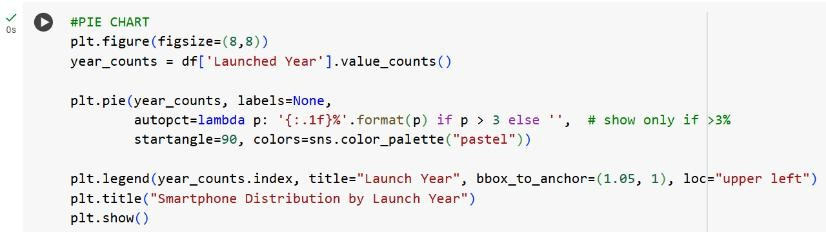 #PIE CHART
0s
plt.figure(figsize=(8,8))
year_counts = df['Launched Year'].value_counts()
plt.pie(year_counts, labels=None,
autopct=lambda p: '{:.1f}%'.format(p) if p > 3 else '',  # show only if >3%
startangle=90, colors=sns.color_palette("pastel"))
plt.legend(year_counts.index, title="Launch Year", bbox_to_anchor=(1.05, 1), loc="upper left")
plt.title("Smartphone Distribution by Launch Year")
plt.show()